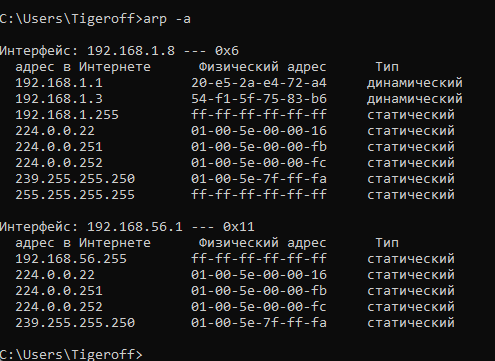 C:\Users\Tigeroff>arp -a
Интерфейс: 192.168.1.8 --- 0x6
адрес в Интернете Физический адрес Тип
192.168.1.1 20-e5-2a-e4-72-a4 динамический
192.168.1.3 54-f1-5f-75-83-b6 динамический
192.168.1.255 ff-ff-ff-ff-ff-ff статический
224.0.0.22 01-00-5e-00-00-16 статический
224.0.0.251 01-00-5e-00-00-fb статический
224.0.0.252 01-00-5e-00-00-fc статический
239.255.255.250 01-00-5e-7f-ff-fa статический
255.255.255.255 ff-ff-ff-ff-ff-ff статический
Интерфейс: 192.168.56.1 --- 0x11
адрес в Интернете Физический адрес Тип
192.168.56.255 ff-ff-ff-ff-ff-ff статический
224.0.0.22 01-00-5e-00-00-16 статический
224.0.0.251 01-00-5e-00-00-fb статический
224.0.0.252 01-00-5e-00-00-fc статический
239.255.255.250 01-00-5e-7f-ff-fa статический
C:\Users\Tigeroff>